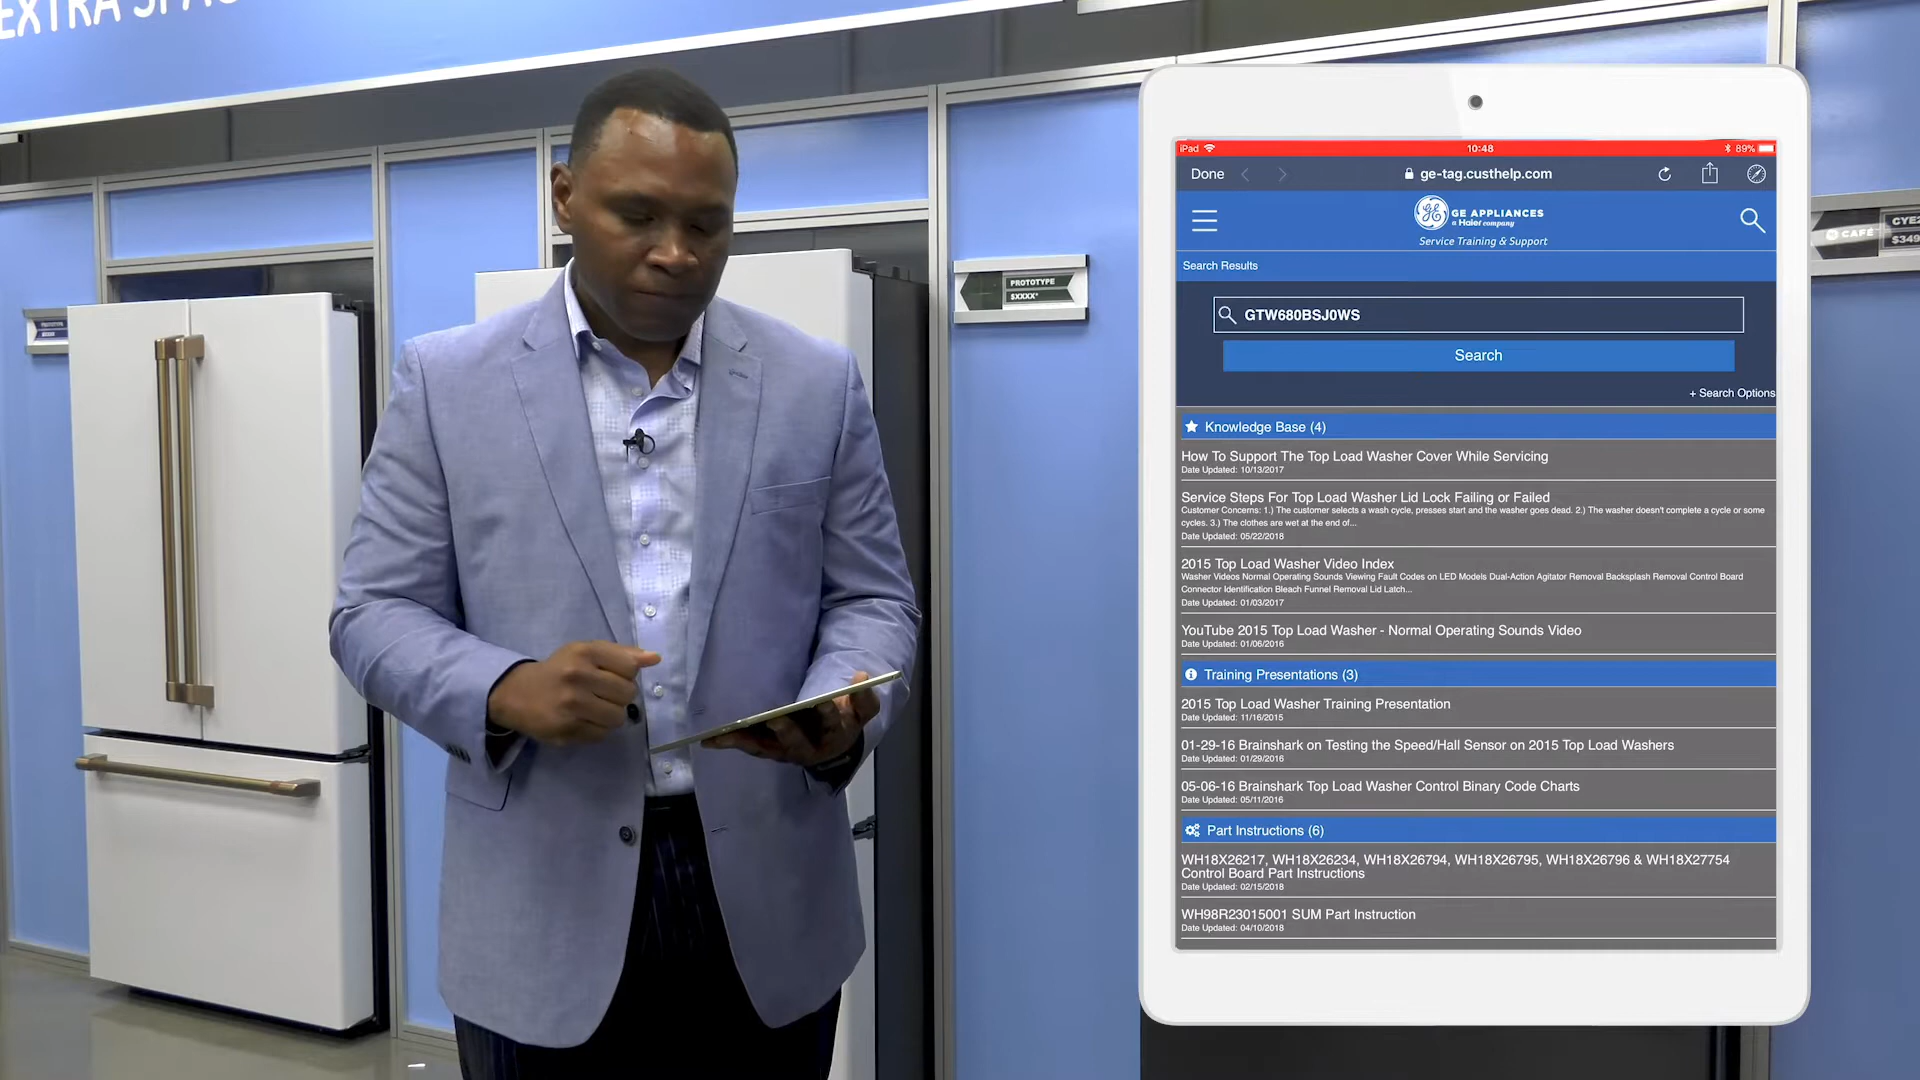 EXTRA SPAC
PROTOTYPE
$XXXX*
CAFÉ
CYE2
$349
iPad
10:48
89%
Done
ge-tag.custhelp.com
GE APPLIANCES
a Haier company
Service Training & Support
Search Results
GTW680BSJ0WS
Search
+ Search Options
Knowledge Base (4)
How To Support The Top Load Washer Cover While Servicing
Date Updated: 10/13/2017
Service Steps For Top Load Washer Lid Lock Failing or Failed
Customer Concerns: 1.) The customer selects a wash cycle, presses start and the washer goes dead. 2.) The washer doesn't complete a cycle or some
cycles. 3.) The clothes are wet at the end of...
Date Updated: 05/22/2018
2015 Top Load Washer Video Index
Washer Videos Normal Operating Sounds Viewing Fault Codes on LED Models Dual-Action Agitator Removal Backsplash Removal Control Board
Connector Identification Bleach Funnel Removal Lid Latch...
Date Updated: 01/03/2017
YouTube 2015 Top Load Washer - Normal Operating Sounds Video
Date Updated: 01/06/2016
Training Presentations (3)
2015 Top Load Washer Training Presentation
Date Updated: 11/16/2015
01-29-16 Brainshark on Testing the Speed/Hall Sensor on 2015 Top Load Washers
Date Updated: 01/29/2016
05-06-16 Brainshark Top Load Washer Control Binary Code Charts
Date Updated: 05/11/2016
Part Instructions (6)
WH18X26217, WH18X26234, WH18X26794, WH18X26795, WH18X26796 & WH18X27754
Control Board Part Instructions
Date Updated: 02/15/2018
WH98R23015001 SUM Part Instruction
Date Updated: 04/10/2018